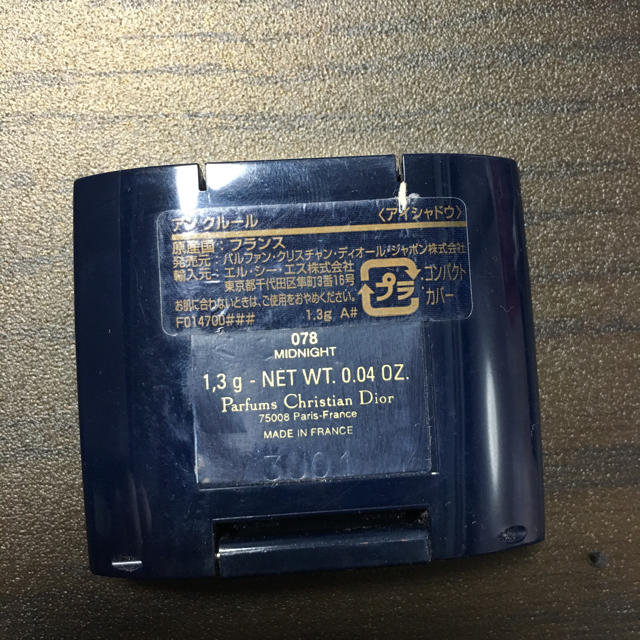 アン クルール 〈アイシャドウ〉
原産国：フランス
発売元：パルファン・クリスチャン・ディオール・ジャポン株式会社
輸入元：エル・シー・エス株式会社
東京都千代田区隼町3番16号
お肌に合わないときは、ご使用をおやめください。
F014700### 1.3g A#
プラ
コンパクト
カバー
078
MIDNIGHT
1,3 g - NET WT. 0.04 OZ.
Parfums Christian Dior
75008 Paris-France
MADE IN FRANCE
3U01